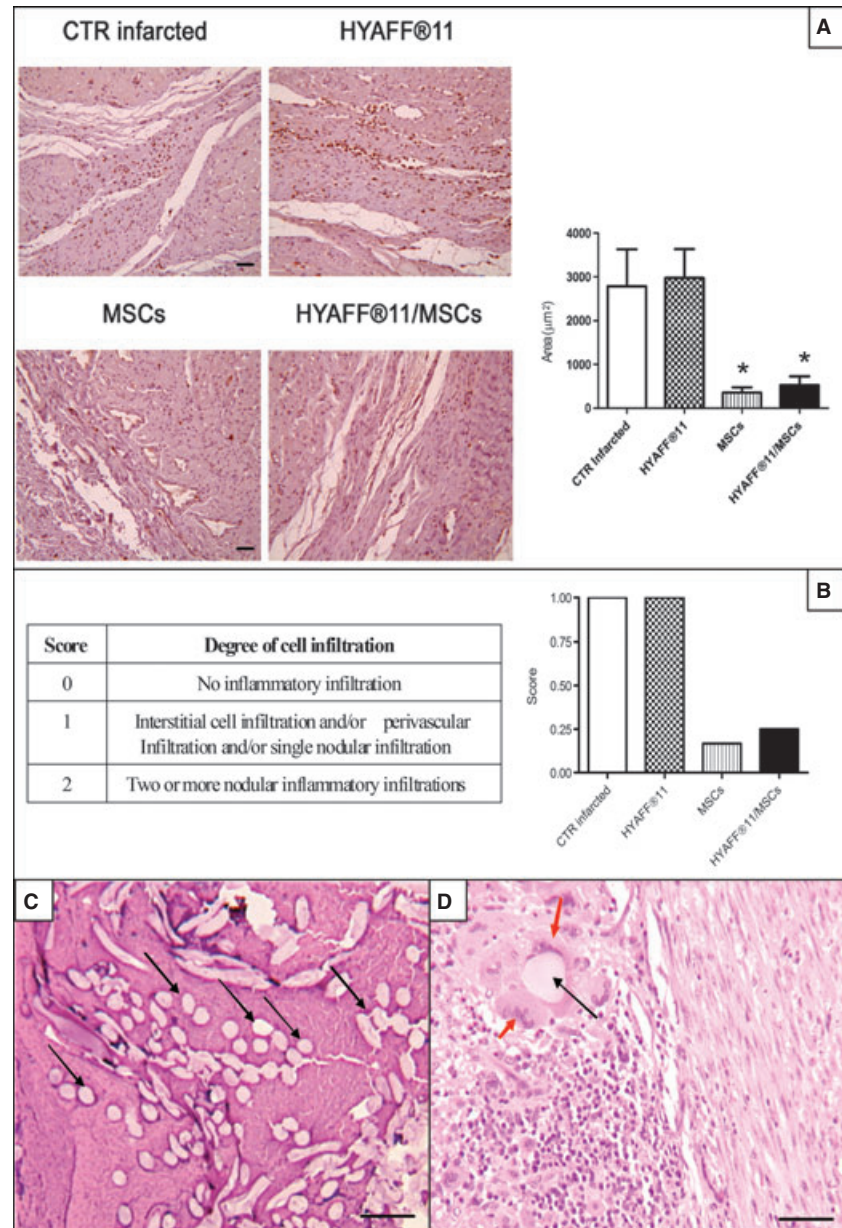 CTR infarcted
HYAFF®11
A
MSCs
HYAFF®11/MSCs
4000
3000
2000
1000
0
Area(µm²)
*
*
CTR Infarcted
HYAFF®11
MSCs
HYAFF®11/MSCs
B
Score
Degree of cell infiltration
0
No inflammatory infiltration
1
Interstitial cell infiltration and/or perivascular
Infiltration and/or single nodular infiltration
2
Two or more nodular inflammatory infiltrations
1.00
0.75
0.50
0.25
0.00
Score
CTR infarcted
HYAFF®11
MSCs
HYAFF®11/MSCs
C
D